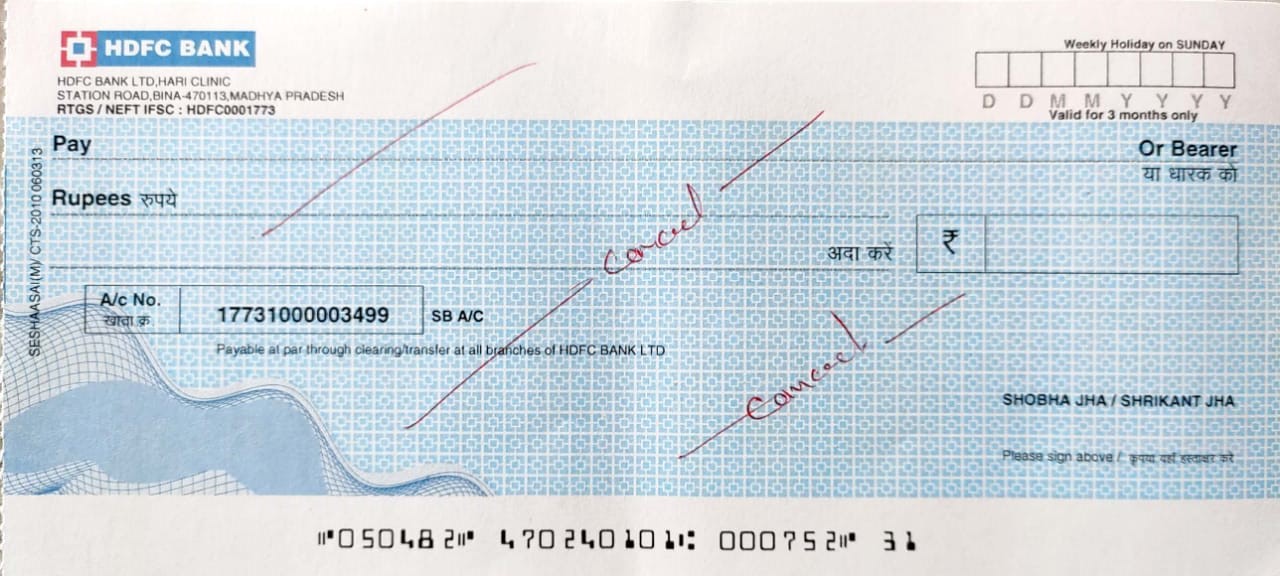 HDFC BANK
Weekly Holiday on SUNDAY
HDFC BANK LTD,HARI CLINIC
STATION ROAD,BINA-470113,MADHYA PRADESH
RTGS / NEFT IFSC : HDFC0001773
D D M M Y Y Y Y
Valid for 3 months only
Pay
Or Bearer
या धारक को
Rupees रुपये
cancel
अदा करें ₹
A/c No.
खाता क्र
17731000003499 SB A/C
Payable at par through clearing/transfer at all branches of HDFC BANK LTD
cancel
SHOBHA JHA / SHRIKANT JHA
Please sign above / कृपया यहाँ हस्ताक्षर करें
SESHAASAI(M)/ CTS-2010 060313
⑈050482⑈ 470240101⑆ 000752⑈ 31